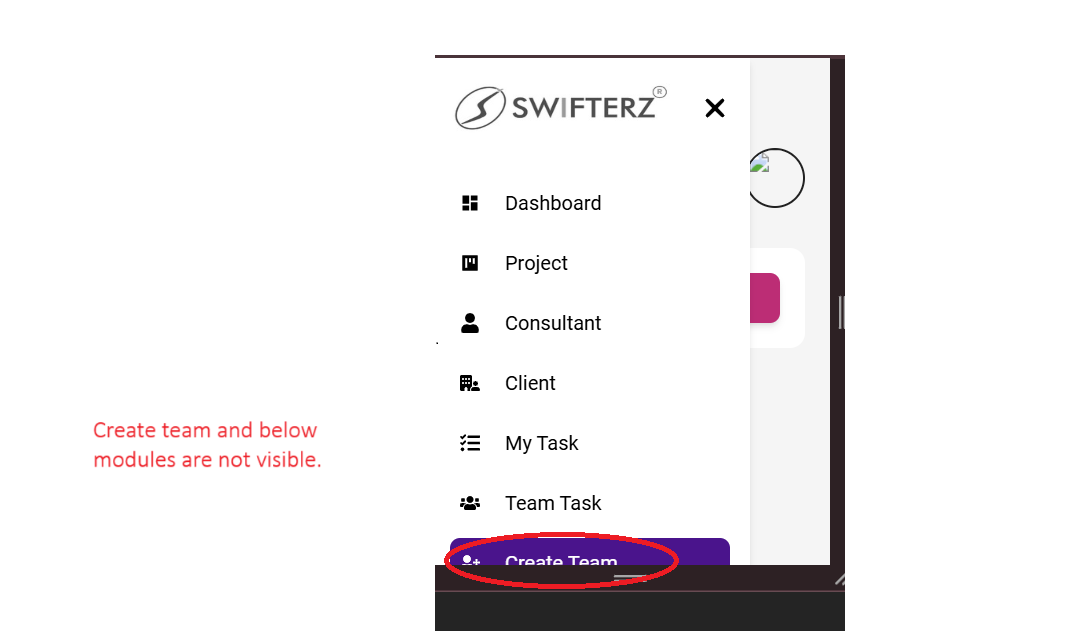 SWIFTERZ®
Dashboard
Project
Consultant
Client
My Task
Team Task
Create Team
Create team and below
modules are not visible.